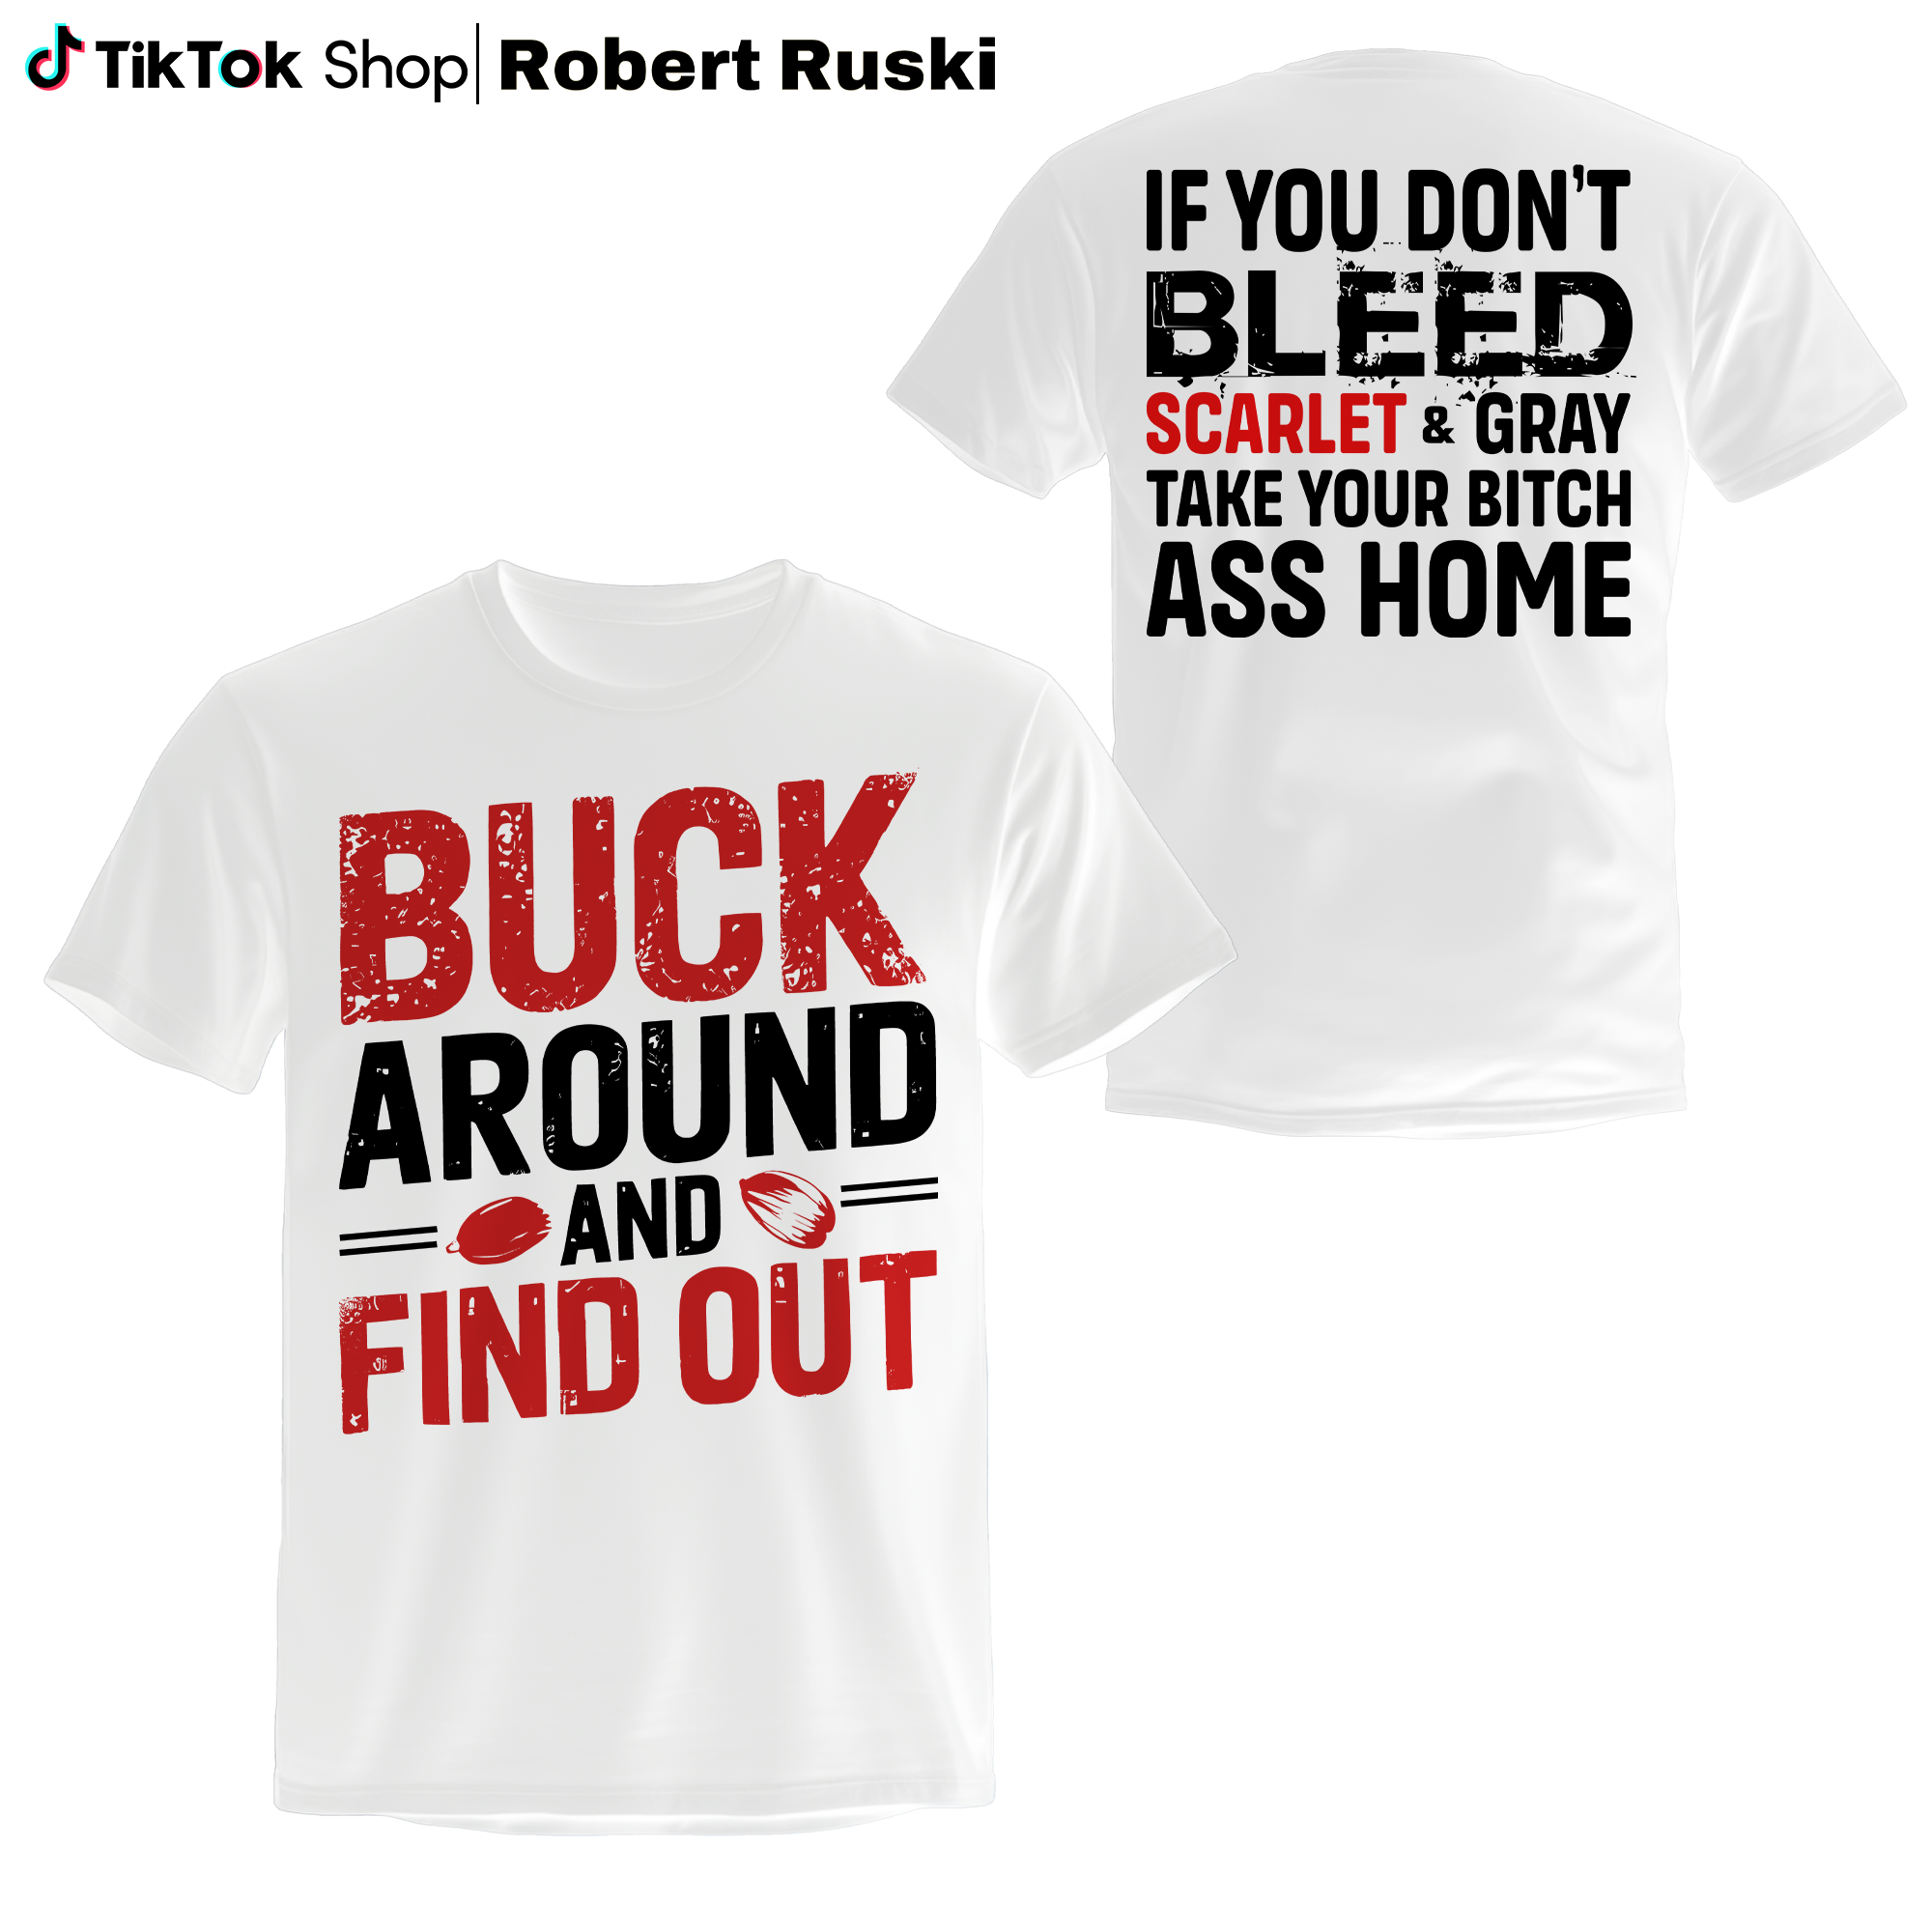 TikTok Shop | Robert Ruski
IF YOU DON'T
BLEED
SCARLET & GRAY
TAKE YOUR BITCH
ASS HOME
BUCK
AROUND
AND
FIND OUT